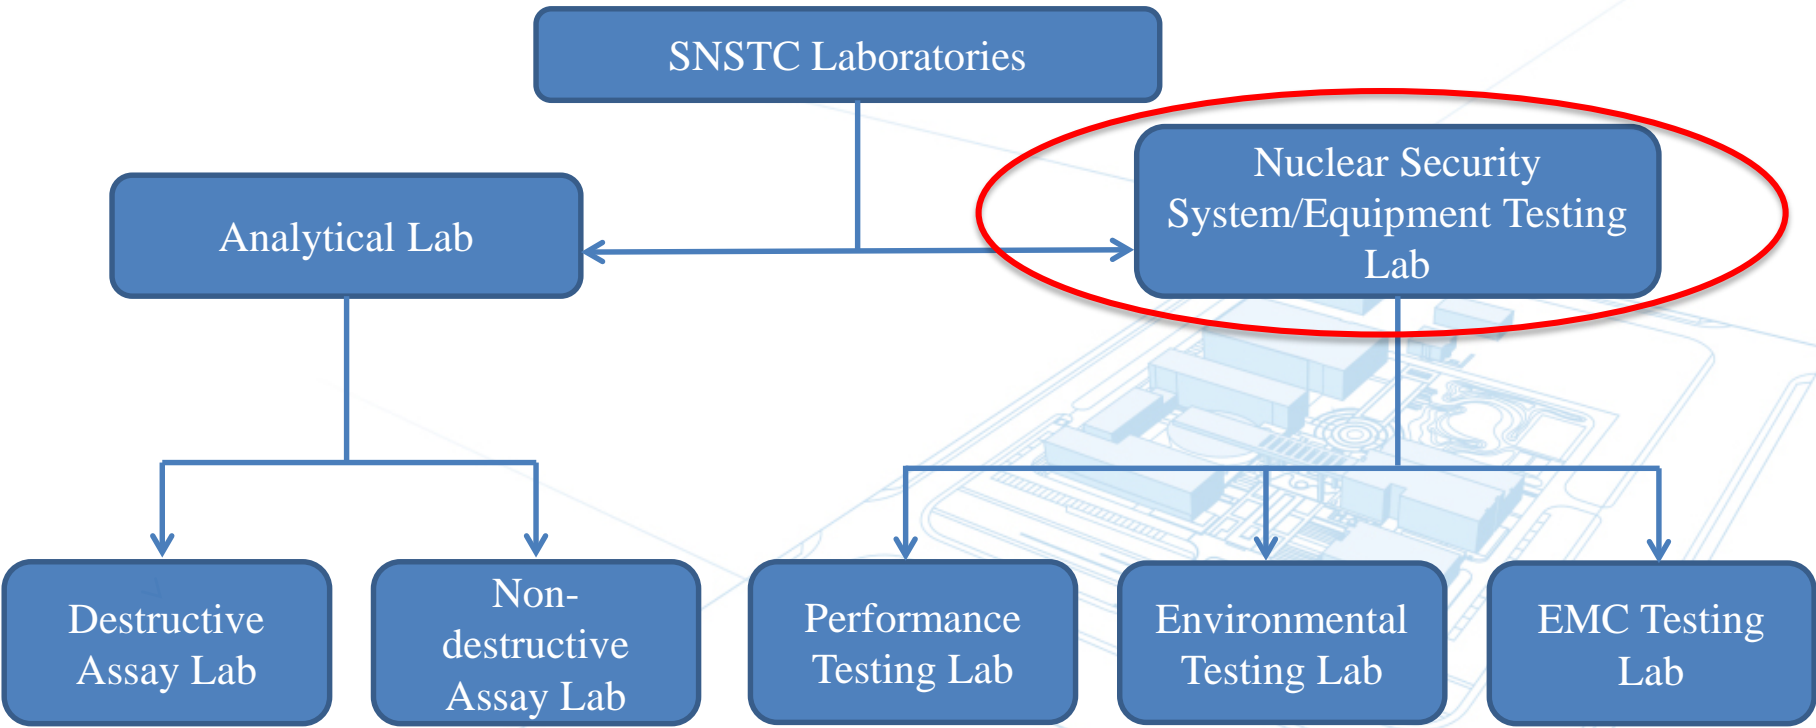 SNSTC Laboratories
Nuclear Security
System/Equipment Testing
Lab
Analytical Lab
Destructive
Assay Lab
Non-
destructive
Assay Lab
Performance
Testing Lab
Environmental
Testing Lab
EMC Testing
Lab